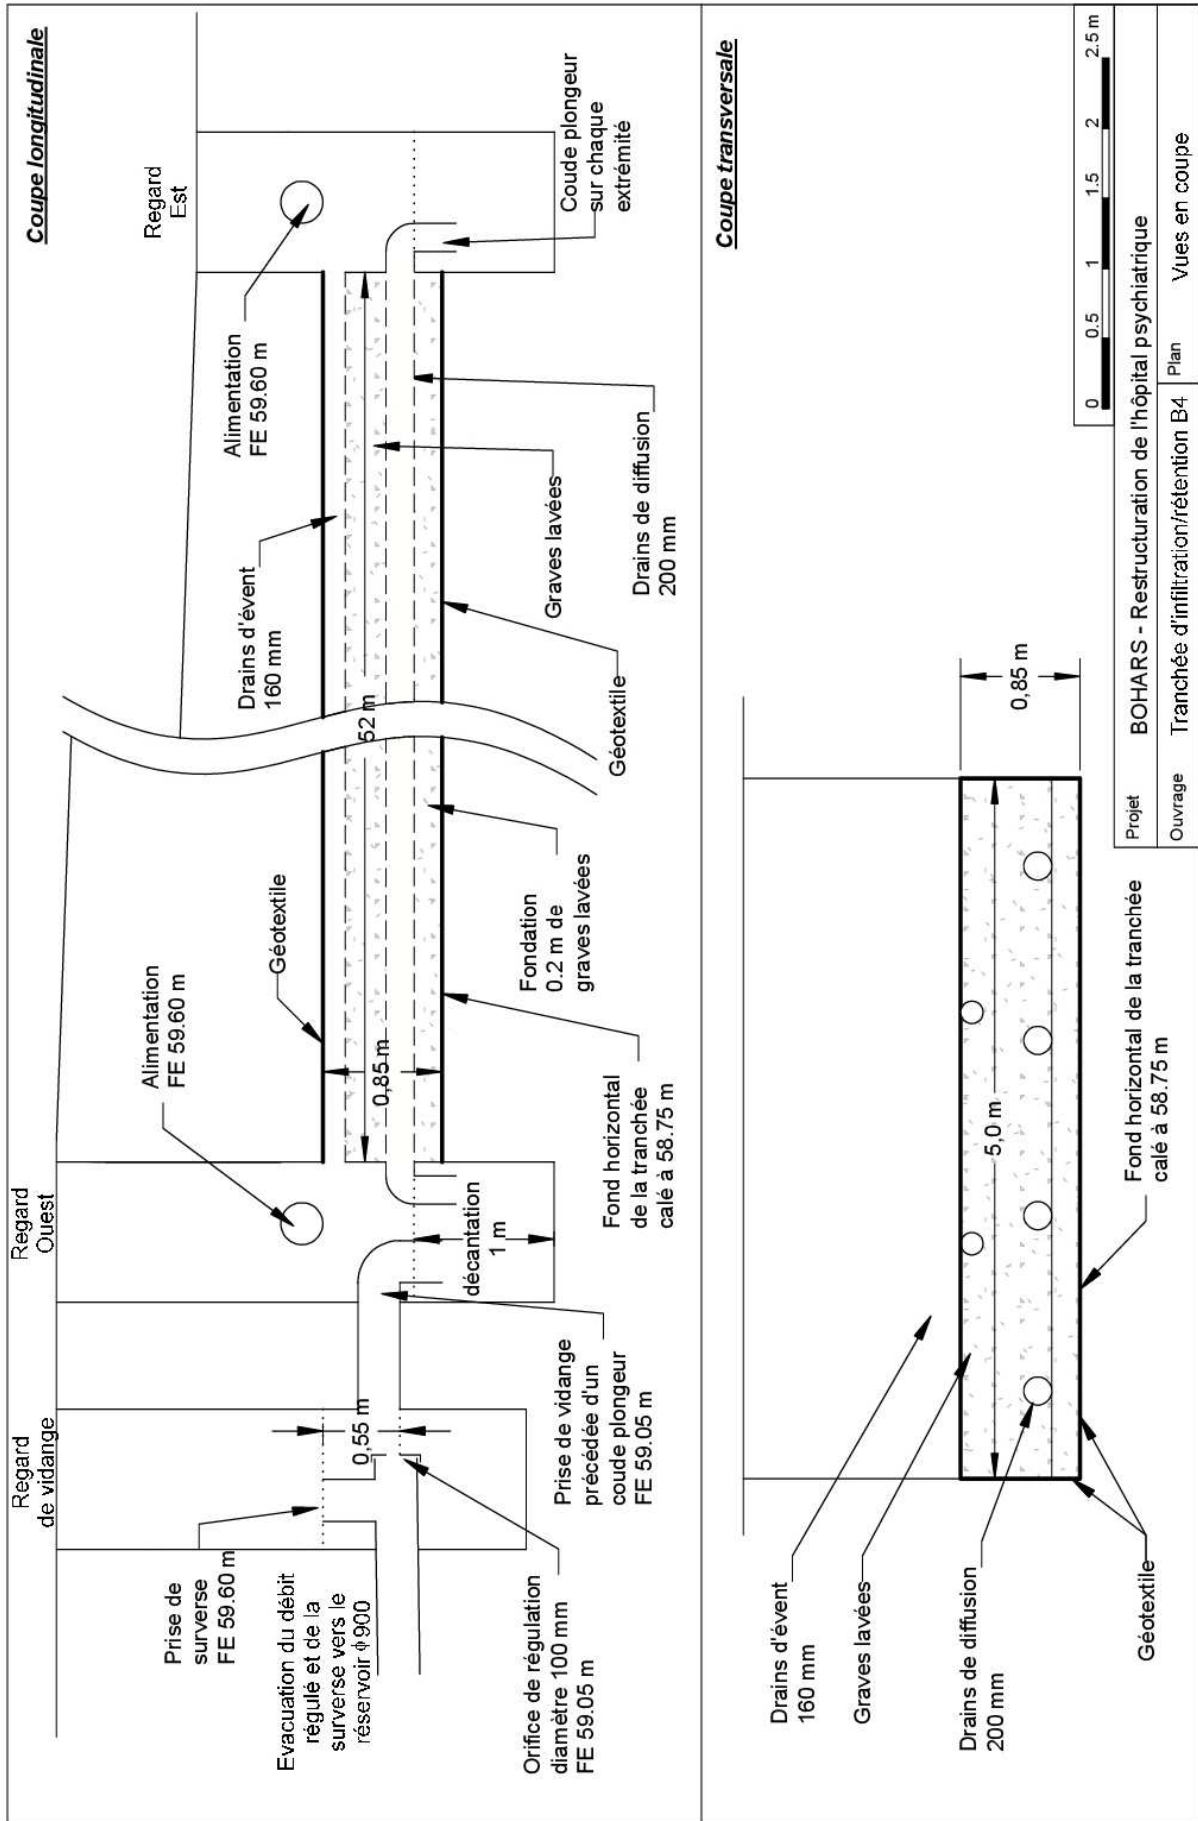 Coupe longitudinale
Regard
de vidange
Regard
Ouest
Regard
Est
Prise de
surverse
FE 59.60 m
Alimentation
FE 59.60 m
Géotextile
Drains d'évent
160 mm
Alimentation
FE 59.60 m
Evacuation du débit
régulé et de la
surverse vers le
réservoir ϕ900
0,55 m
0,85 m
52 m
décantation
1 m
Orifice de régulation
diamètre 100 mm
FE 59.05 m
Prise de vidange
précédée d'un
coude plongeur
FE 59.05 m
Fond horizontal
de la tranchée
calé à 58.75 m
Fondation
0.2 m de
graves lavées
Géotextile
Graves lavées
Drains de diffusion
200 mm
Coude plongeur
sur chaque
extrémité
Coupe transversale
Drains d'évent
160 mm
Graves lavées
Drains de diffusion
200 mm
Géotextile
5,0 m
0,85 m
Fond horizontal de la tranchée
calé à 58.75 m
0 0.5 1 1.5 2 2.5 m
Projet BOHARS - Restructuration de l'hôpital psychiatrique
Ouvrage Tranchée d'infiltration/rétention B4 Plan Vues en coupe